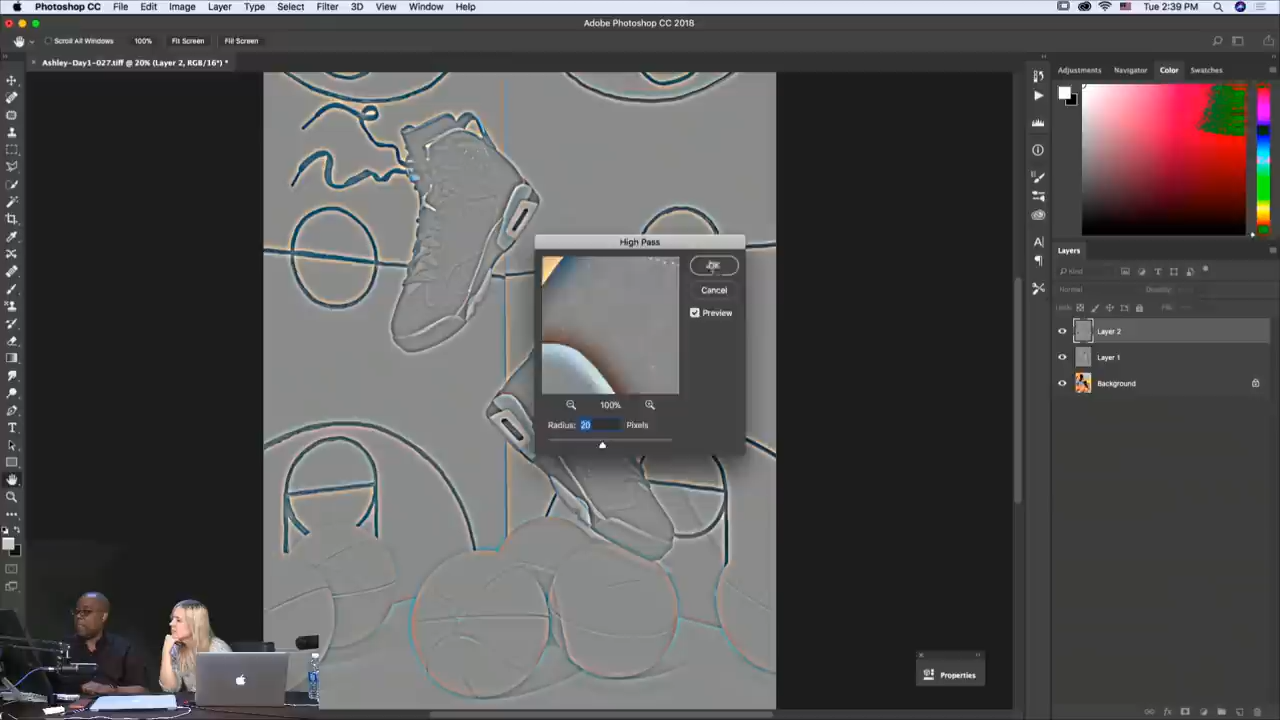 Photoshop CC File Edit Image Layer Type Select Filter 3D View Window Help Tue 2:39 PM
Adobe Photoshop CC 2018
Scroll All Windows 100% Fit Screen Fill Screen
Ashley-Day1-027.tiff @ 20% (Layer 2, RGB/16*) *
Adjustments Navigator Color Swatches
High Pass
OK
Cancel
Preview
100%
Radius: 20 Pixels
Layers
Kind
Normal Opacity:
Fill:
Layer 2
Layer 1
Background
Properties